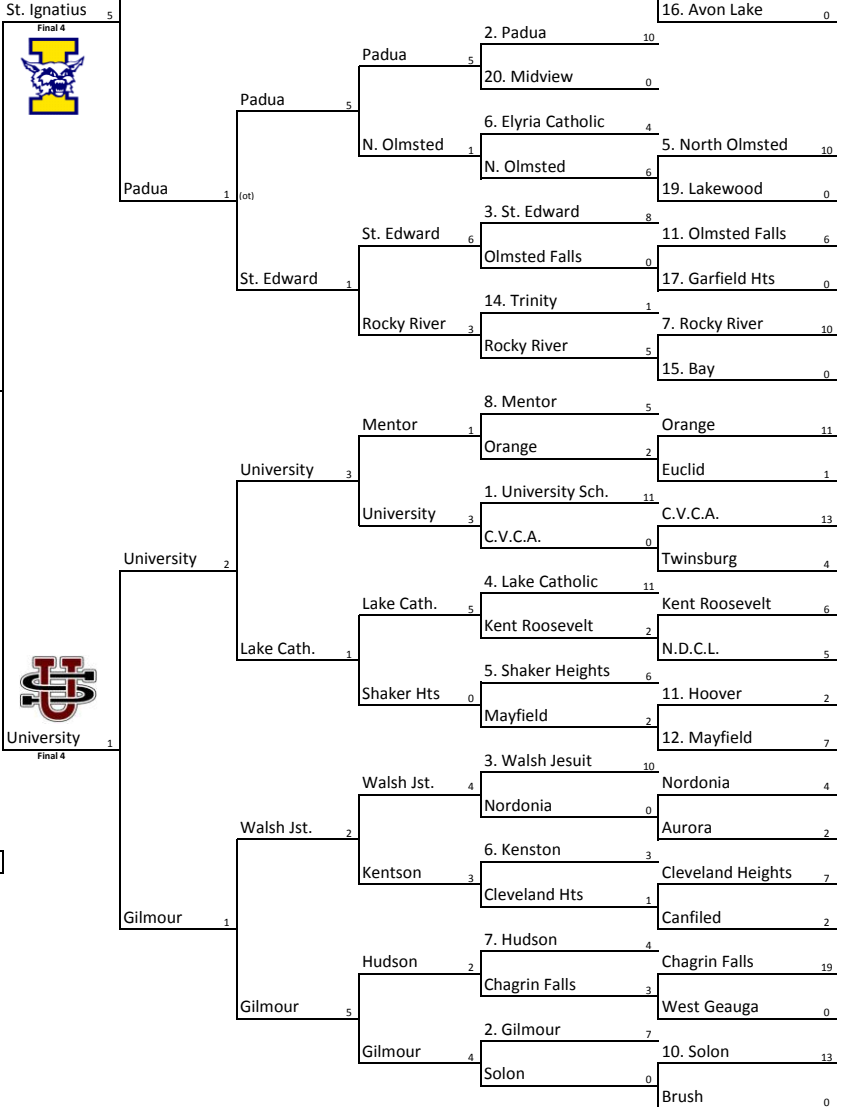 St. Ignatius 5
Final 4
I
US
University 1
Final 4
Padua 1 (ot)
University 2
Gilmour 1
Padua 5
St. Edward 1
University 3
Lake Cath. 1
Walsh Jst. 2
Gilmour 5
Padua 5
N. Olmsted 1
St. Edward 6
Rocky River 3
Mentor 1
University 3
Lake Cath. 5
Shaker Hts 0
Walsh Jst. 4
Kentson 3
Hudson 2
Gilmour 4
2. Padua 10
20. Midview 0
6. Elyria Catholic 4
N. Olmsted 6
3. St. Edward 8
Olmsted Falls 0
14. Trinity 1
Rocky River 5
8. Mentor 5
Orange 2
1. University Sch. 11
C.V.C.A. 0
4. Lake Catholic 11
Kent Roosevelt 2
5. Shaker Heights 6
Mayfield 2
3. Walsh Jesuit 10
Nordonia 0
6. Kenston 3
Cleveland Hts 1
7. Hudson 4
Chagrin Falls 3
2. Gilmour 7
Solon 0
16. Avon Lake 0
5. North Olmsted 10
19. Lakewood 0
11. Olmsted Falls 6
17. Garfield Hts 0
7. Rocky River 10
15. Bay 0
Orange 11
Euclid 1
C.V.C.A. 13
Twinsburg 4
Kent Roosevelt 6
N.D.C.L. 5
11. Hoover 2
12. Mayfield 7
Nordonia 4
Aurora 2
Cleveland Heights 7
Canfiled 2
Chagrin Falls 19
West Geauga 0
10. Solon 13
Brush 0